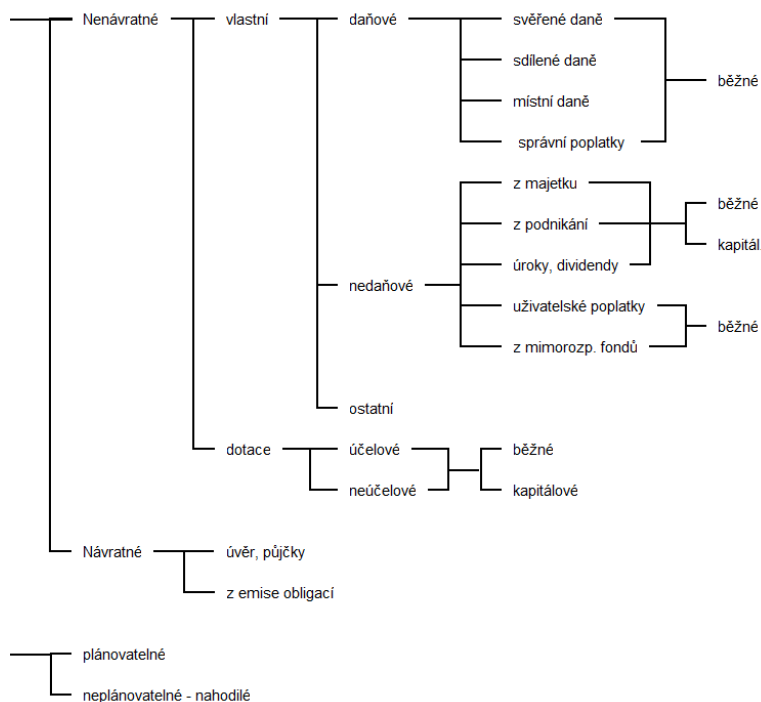 Nenávratné vlastní daňové svěřené daně
sdílené daně
běžné
místní daně
správní poplatky
z majetku
běžné
z podnikání
kapitál
úroky, dividendy
nedaňové
uživatelské poplatky
běžné
z mimorozp. fondů
ostatní
dotace účelové běžné
neúčelové kapitálové
Návratné úvěr, půjčky
z emise obligací
plánovatelné
neplánovatelné - nahodilé